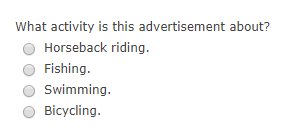 What activity is this advertisement about?
Horseback riding.
Fishing.
Swimming.
Bicycling.